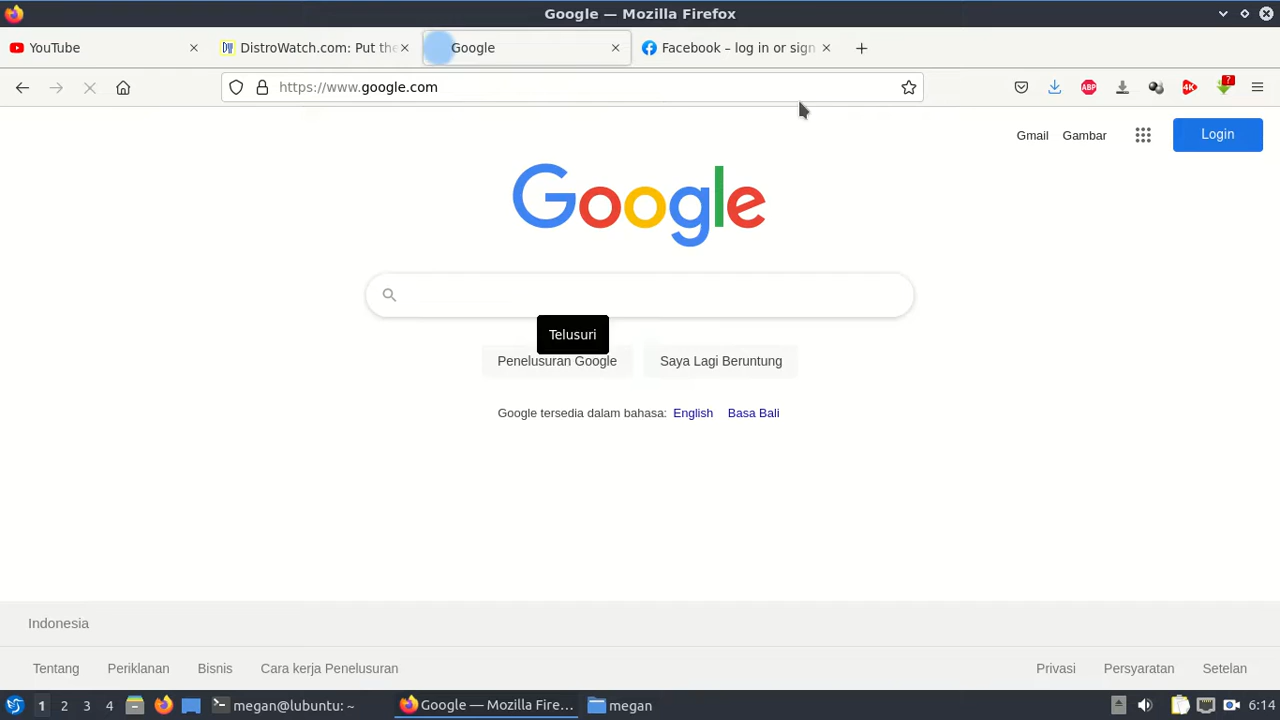 Google — Mozilla Firefox
YouTube
DistroWatch.com: Put the
Google
Facebook – log in or sign
https://www.google.com
ABP
4K
7
Gmail
Gambar
Login
Google
Telusuri
Penelusuran Google
Saya Lagi Beruntung
Google tersedia dalam bahasa: English Basa Bali
Indonesia
Tentang
Periklanan
Bisnis
Cara kerja Penelusuran
Privasi
Persyaratan
Setelan
1
2
3
4
megan@lubuntu: ~
Google — Mozilla Fire...
megan
6:14